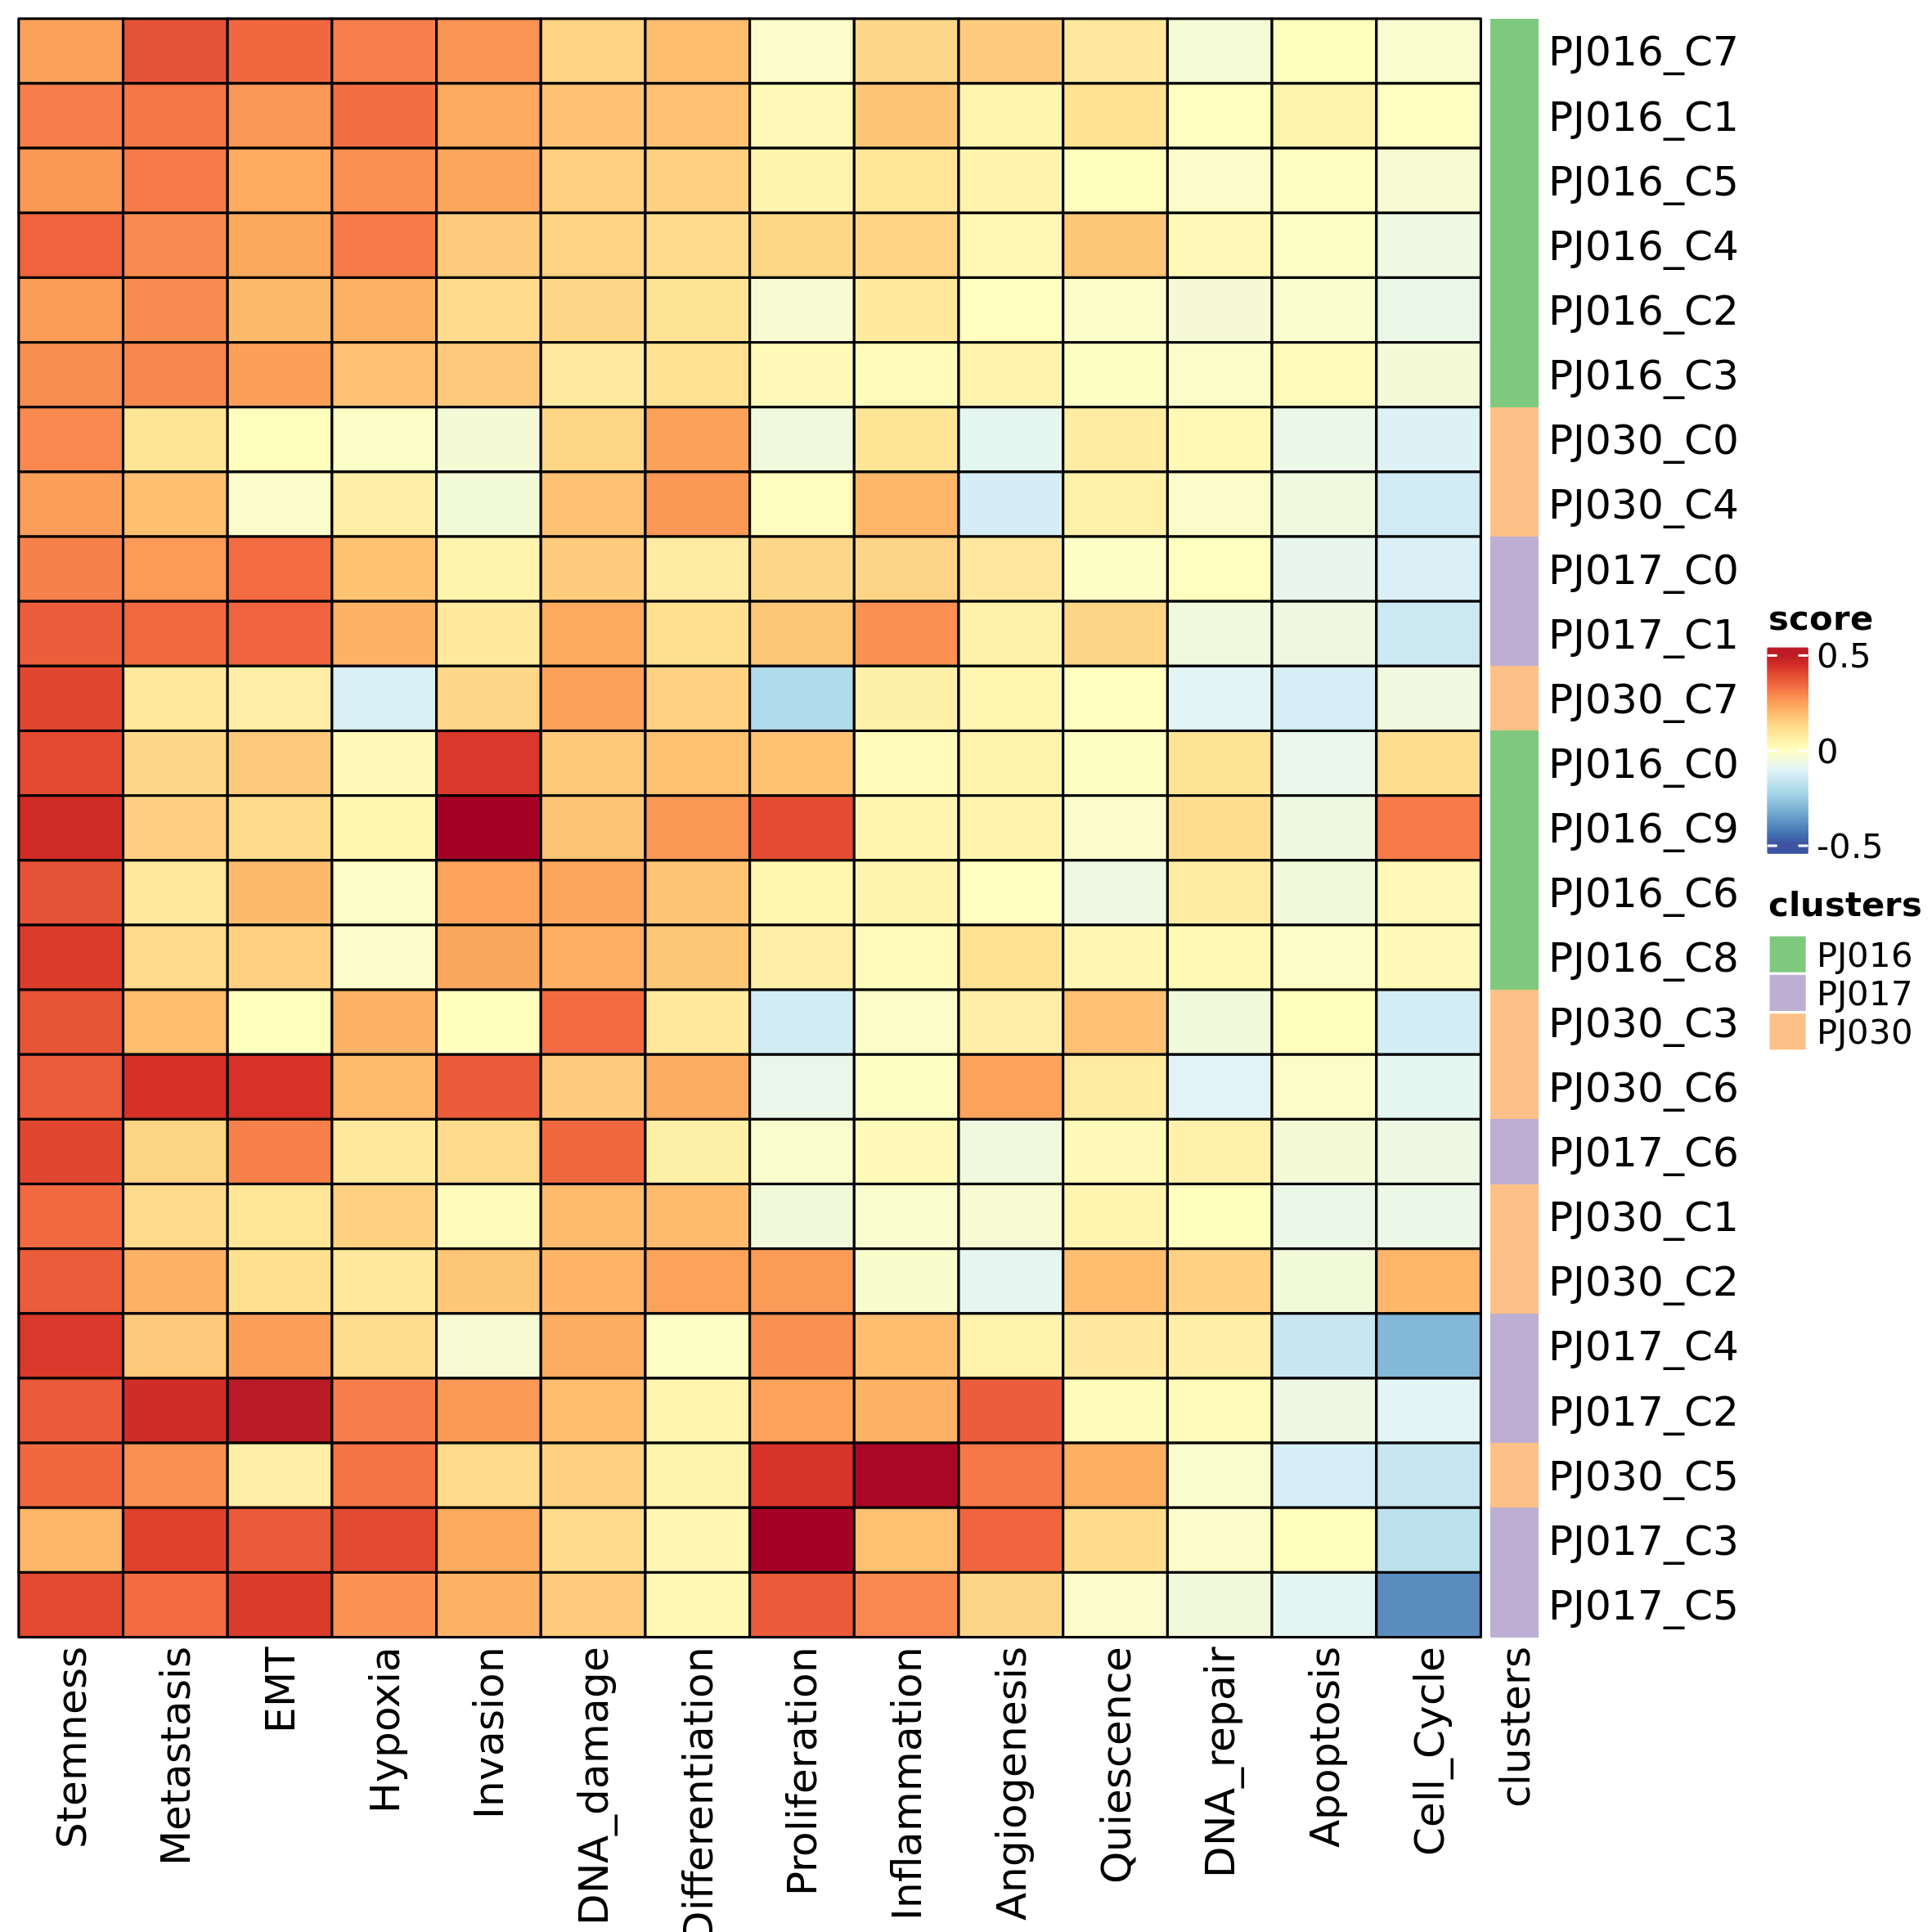 PJ016_C7
PJ016_C1
PJ016_C5
PJ016_C4
PJ016_C2
PJ016_C3
PJ030_C0
PJ030_C4
PJ017_C0
PJ017_C1
PJ030_C7
PJ016_C0
PJ016_C9
PJ016_C6
PJ016_C8
PJ030_C3
PJ030_C6
PJ017_C6
PJ030_C1
PJ030_C2
PJ017_C4
PJ017_C2
PJ030_C5
PJ017_C3
PJ017_C5
score
0.5
0
-0.5
clusters
PJ016
PJ017
PJ030
Stemness
Metastasis
EMT
Hypoxia
Invasion
DNA_damage
Differentiation
Proliferation
Inflammation
Angiogenesis
Quiescence
DNA_repair
Apoptosis
Cell_Cycle
clusters